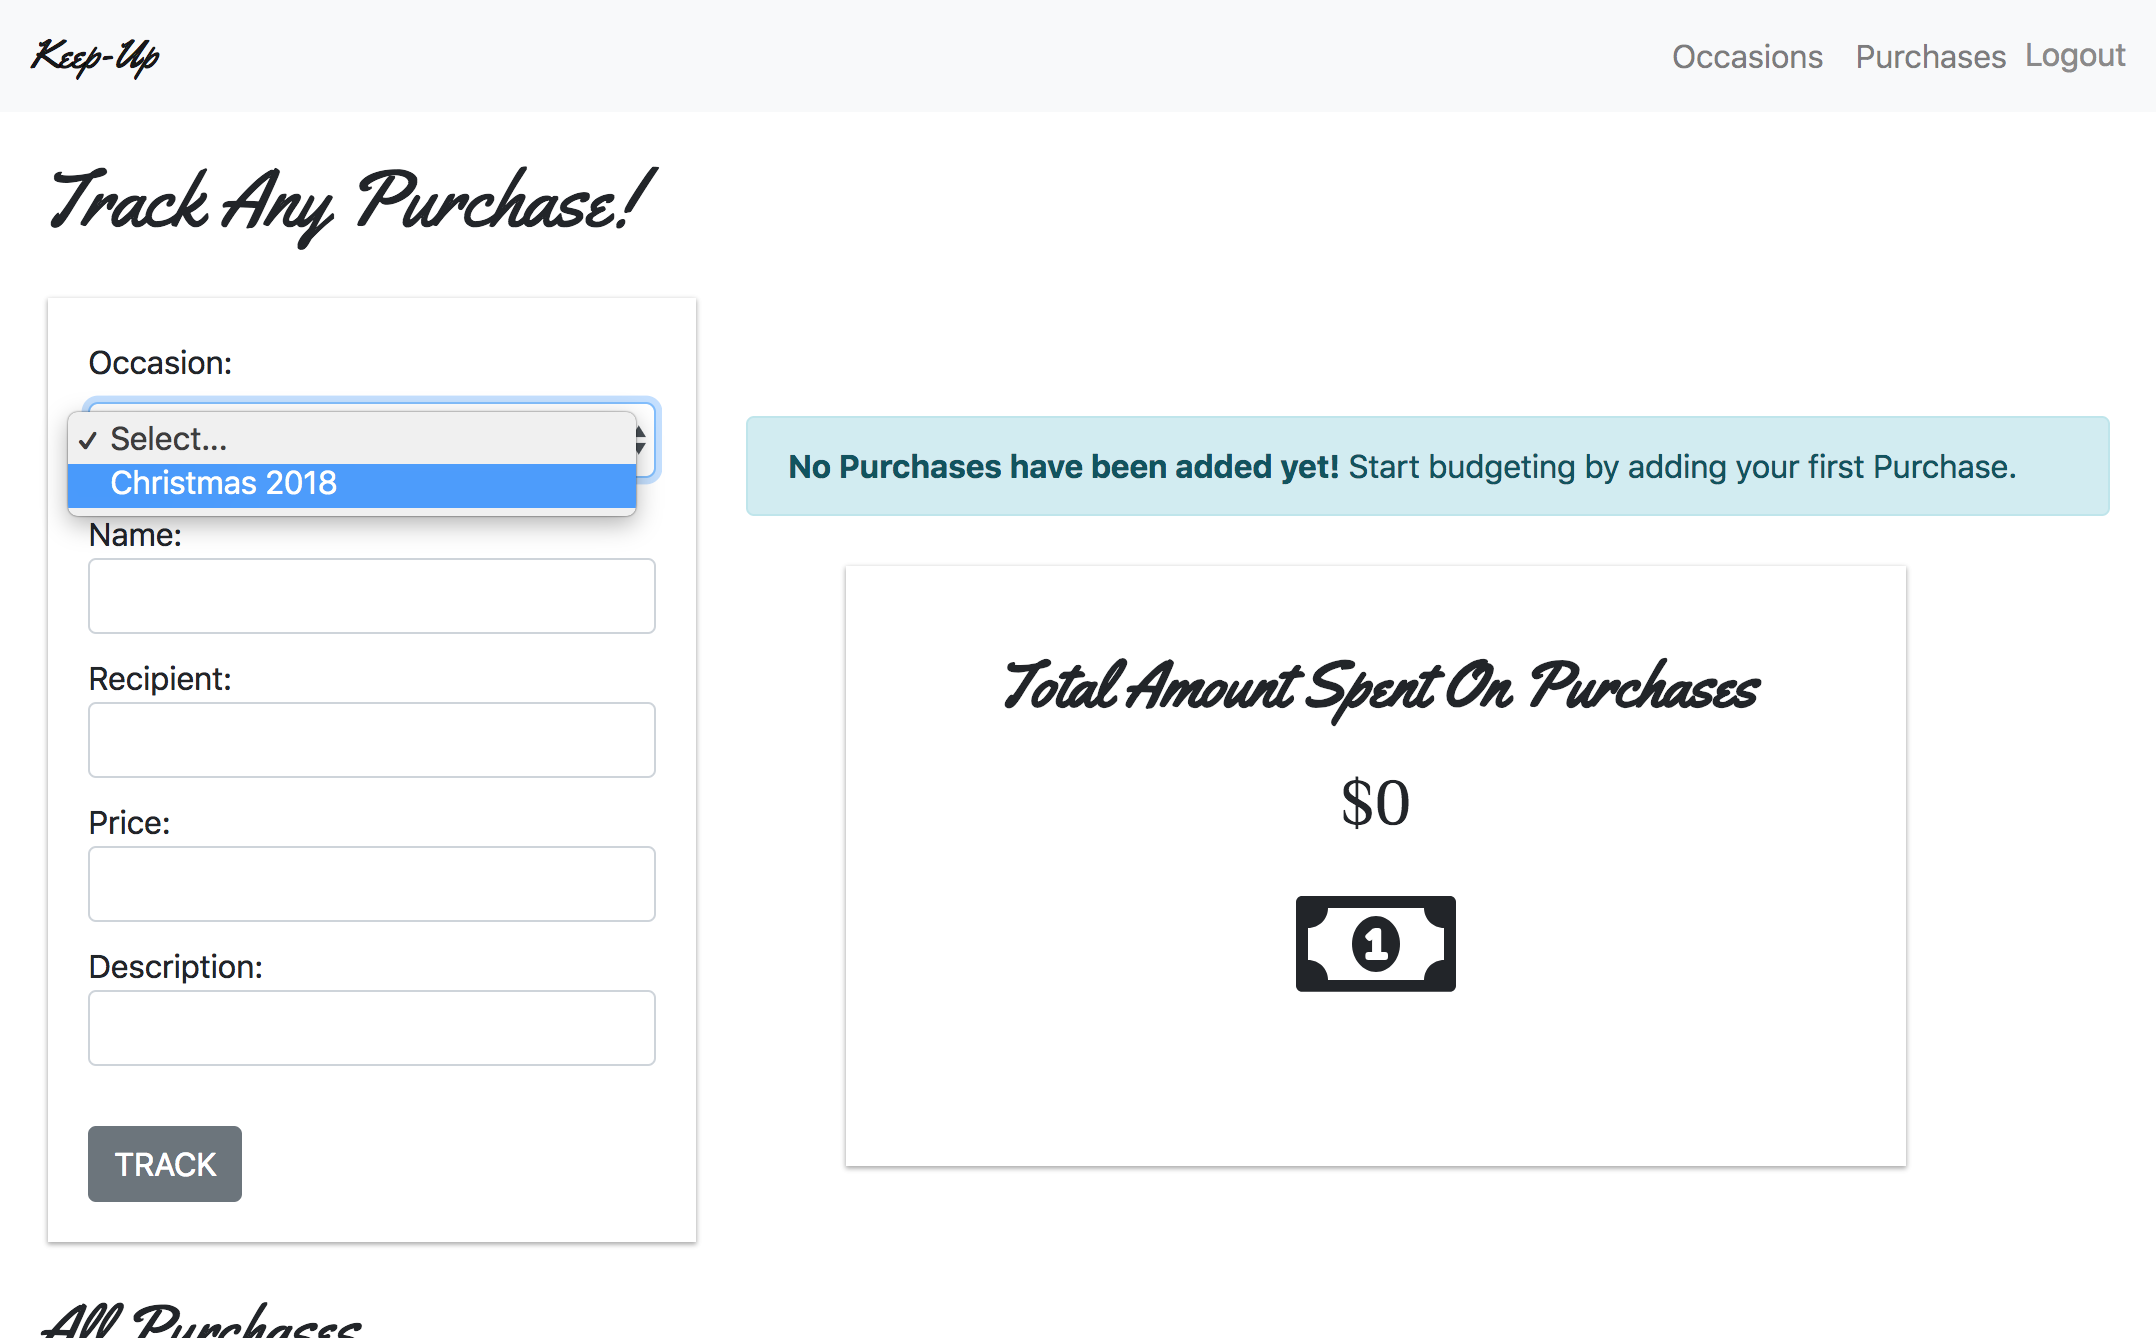 Keep-Up
Occasions Purchases Logout
Track Any Purchase!
Occasion:
✓ Select...
Christmas 2018
Name:
Recipient:
Price:
Description:
TRACK
No Purchases have been added yet! Start budgeting by adding your first Purchase.
Total Amount Spent On Purchases
$0
1
All Purchases